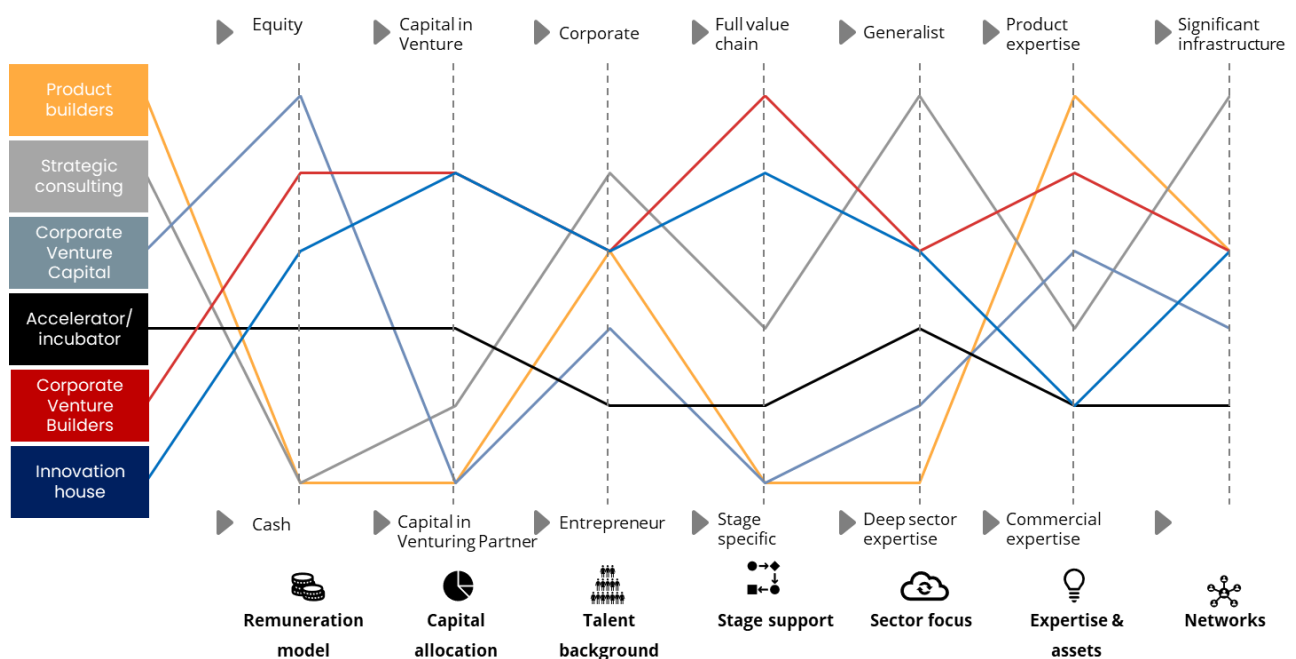 Equity
Capital in
Venture
Corporate
Full value
chain
Generalist
Product
expertise
Significant
infrastructure
Product
builders
Strategic
consulting
Corporate
Venture
Capital
Accelerator/
incubator
Corporate
Venture
Builders
Innovation
house
Cash
Capital in
Venturing Partner
Entrepreneur
Stage
specific
Deep sector
expertise
Commercial
expertise
Remuneration
model
Capital
allocation
Talent
background
Stage support
Sector focus
Expertise &
assets
Networks